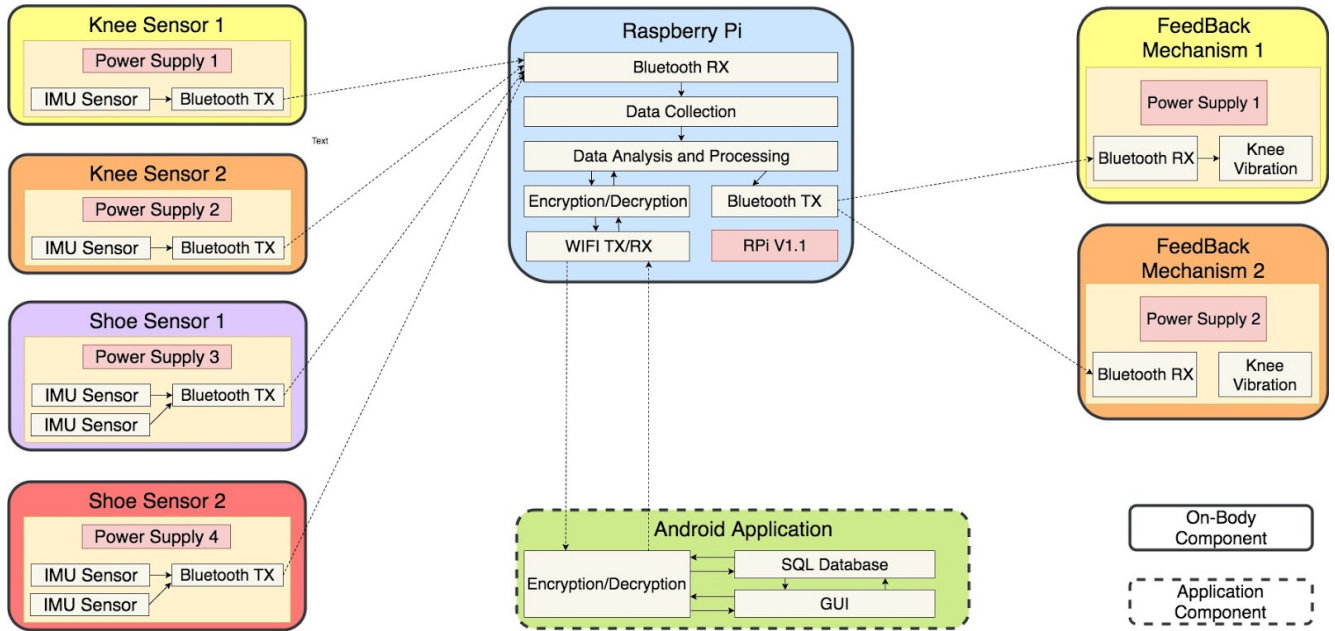 Knee Sensor 1
Power Supply 1
IMU Sensor
Bluetooth TX
Text
Knee Sensor 2
Power Supply 2
IMU Sensor
Bluetooth TX
Shoe Sensor 1
Power Supply 3
IMU Sensor
Bluetooth TX
IMU Sensor
Shoe Sensor 2
Power Supply 4
IMU Sensor
Bluetooth TX
IMU Sensor
Raspberry Pi
Bluetooth RX
Data Collection
Data Analysis and Processing
Encryption/Decryption
Bluetooth TX
WIFI TX/RX
RPi V1.1
Android Application
Encryption/Decryption
SQL Database
GUI
FeedBack
Mechanism 1
Power Supply 1
Bluetooth RX
Knee
Vibration
FeedBack
Mechanism 2
Power Supply 2
Bluetooth RX
Knee
Vibration
On-Body
Component
Application
Component